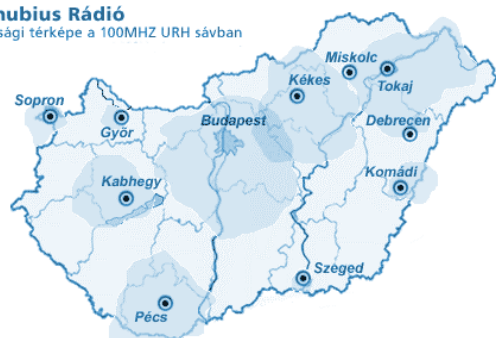 nubius Rádió
sági térképe a 100MHZ URH sávban
Miskolc
Kékes
Tokaj
Sopron
Győr
Budapest
Debrecen
Komádi
Kabhegy
Szeged
Pécs